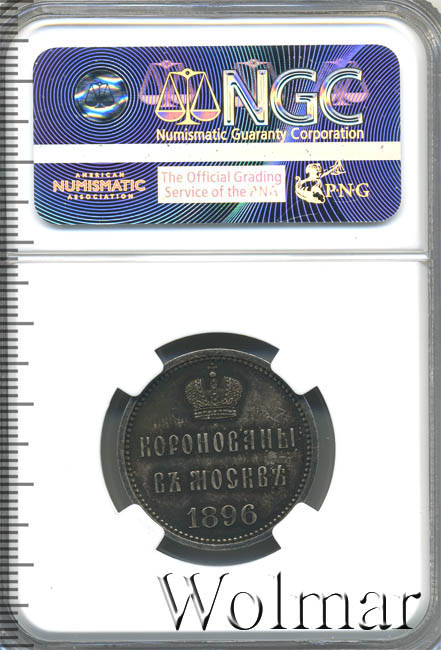 NGC
Numismatic Guaranty Corporation
AMERICAN
NUMISMATIC
ASSOCIATION
The Official Grading
Service of the ANA
PNG
КОРОНОВАНЫ
ВЪ МОСКВѢ
1896
Wolmar